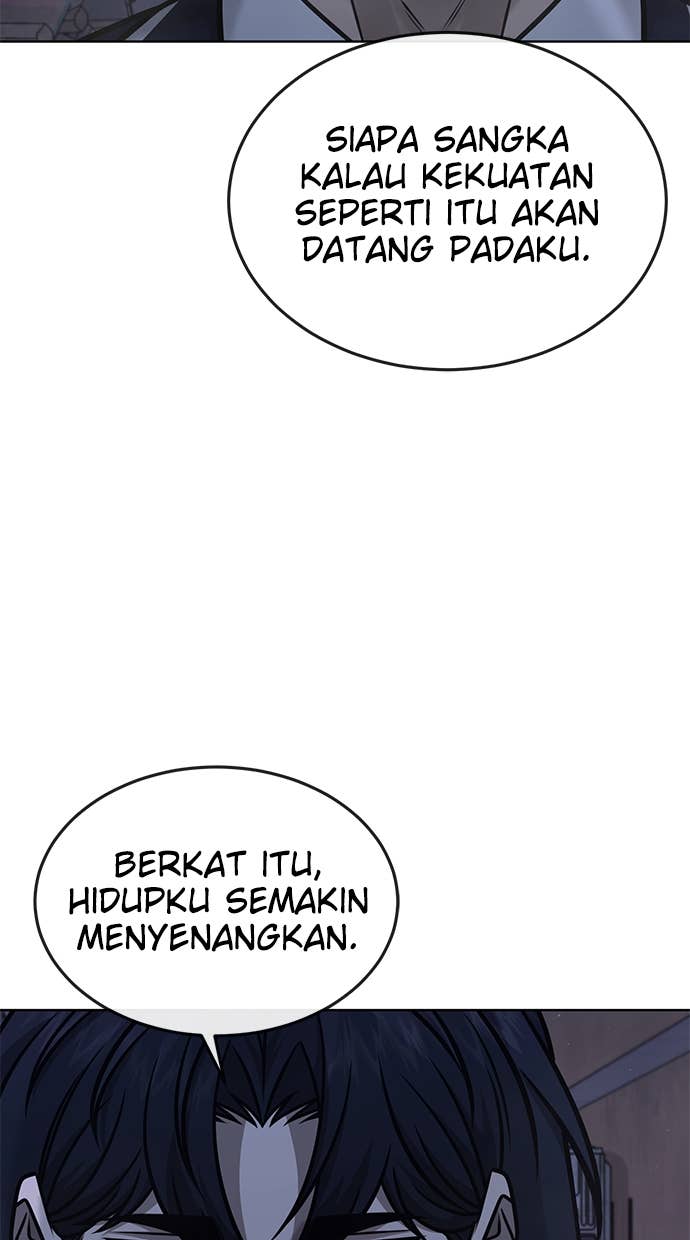 SIAPA SANGKA
KALAU KEKUATAN
SEPERTI ITU AKAN
DATANG PADAKU.
BERKAT ITU,
HIDUPKU SEMAKIN
MENYENANGKAN.